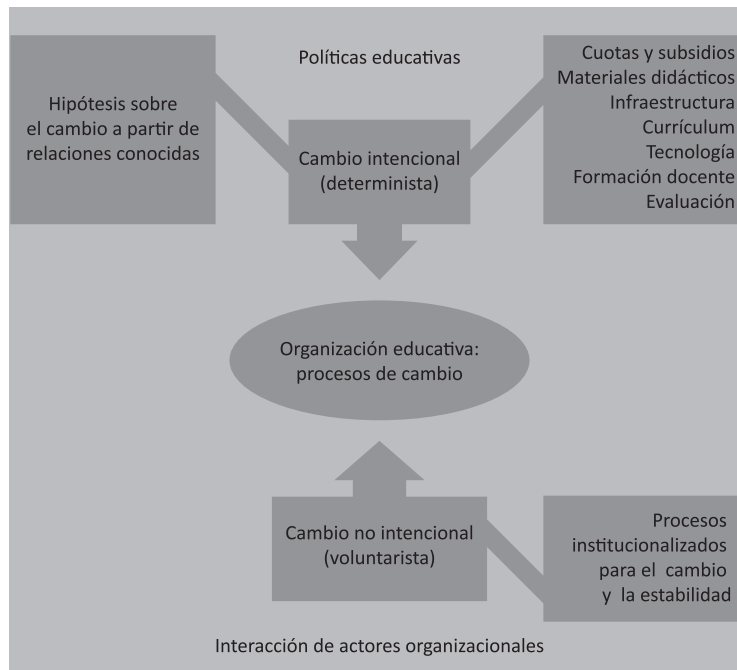 Políticas educativas
Hipótesis sobre
el cambio a partir de
relaciones conocidas
Cambio intencional
(determinista)
Cuotas y subsidios
Materiales didácticos
Infraestructura
Currículum
Tecnología
Formación docente
Evaluación
Organización educativa:
procesos de cambio
Cambio no intencional
(voluntarista)
Procesos
institucionalizados
para el cambio
y la estabilidad
Interacción de actores organizacionales